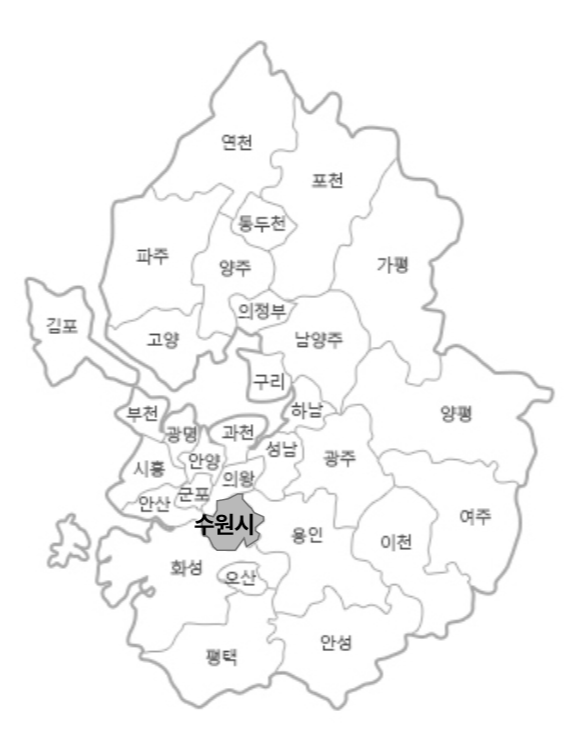 연천
포천
동두천
파주
양주
가평
의정부
김포
고양
남양주
구리
하남
양평
부천
광명
과천
성남
안양
광주
시흥
의왕
군포
안산
여주
수원시
용인
이천
화성
오산
안성
평택